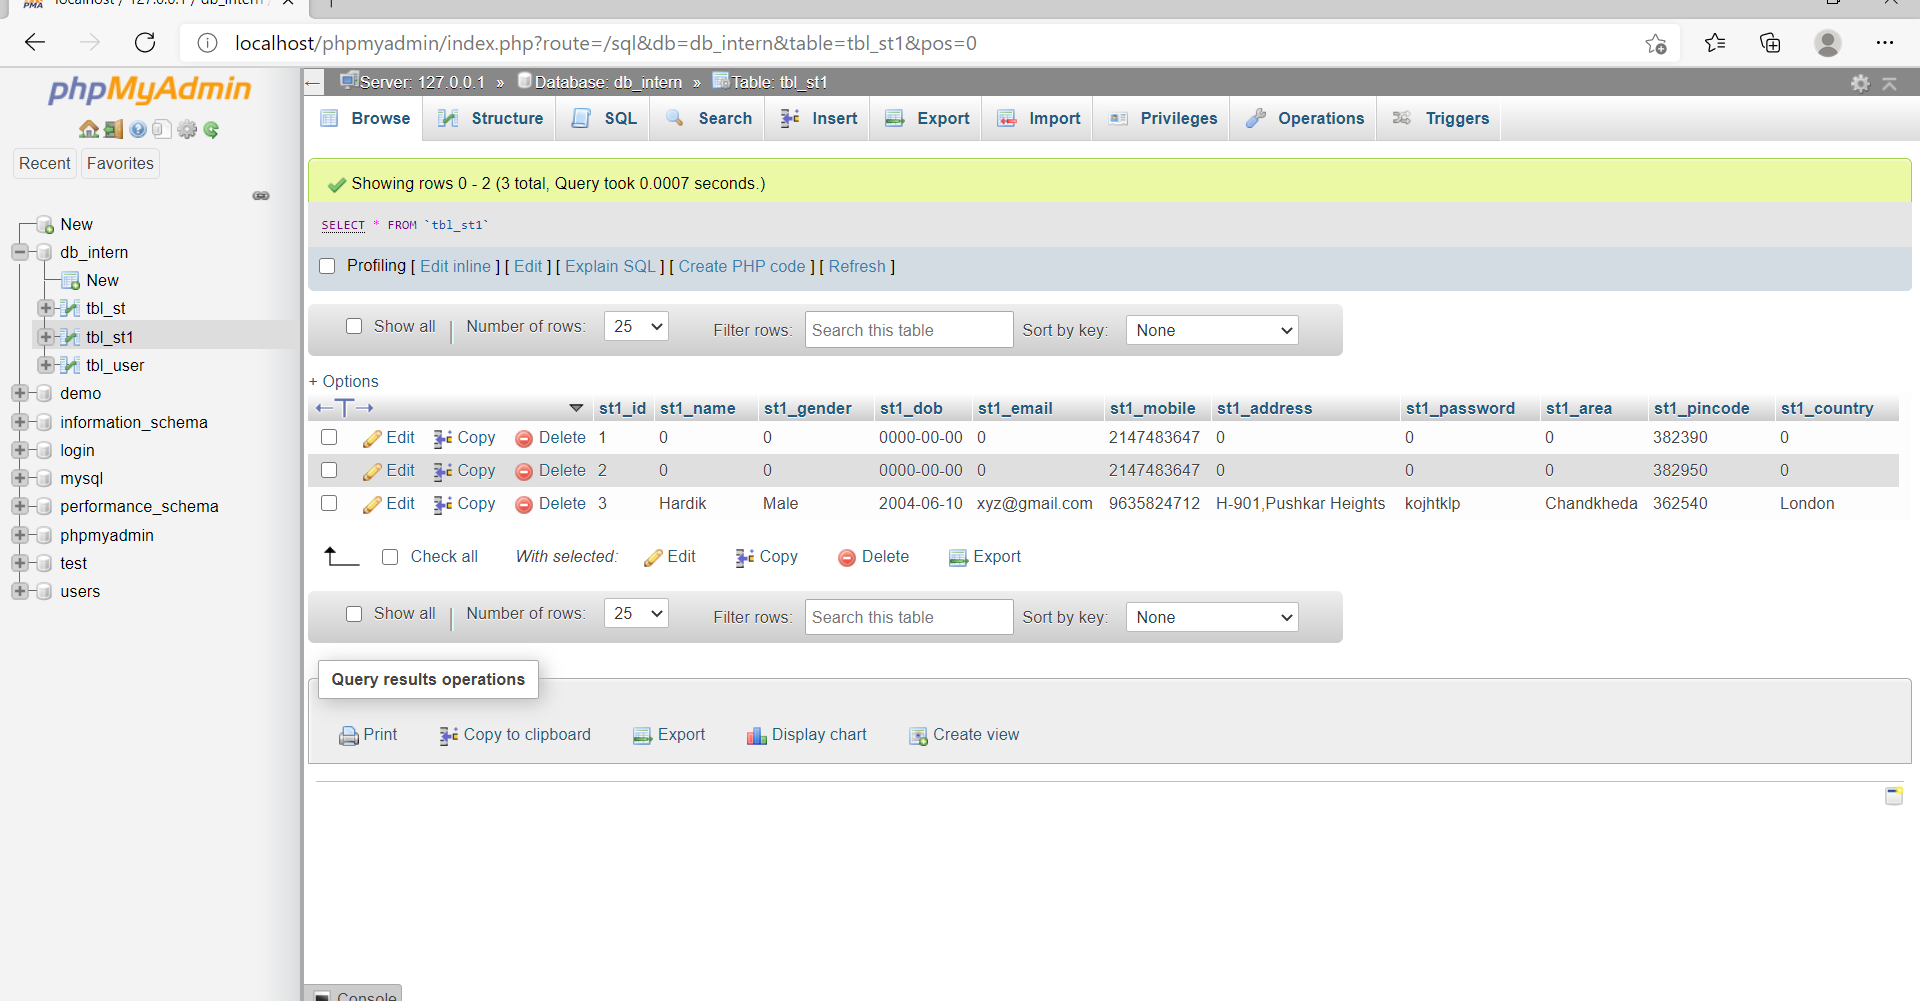 localhost / 127.0.0.1 / db_intern
localhost/phpmyadmin/index.php?route=/sql&db=db_intern&table=tbl_st1&pos=0
phpMyAdmin
Recent Favorites
New
db_intern
New
tbl_st
tbl_st1
tbl_user
demo
information_schema
login
mysql
performance_schema
phpmyadmin
test
users
Server: 127.0.0.1 » Database: db_intern » Table: tbl_st1
Browse Structure SQL Search Insert Export Import Privileges Operations Triggers
Showing rows 0 - 2 (3 total, Query took 0.0007 seconds.)
SELECT * FROM `tbl_st1`
Profiling [ Edit inline ] [ Edit ] [ Explain SQL ] [ Create PHP code ] [ Refresh ]
Show all | Number of rows: 25 Filter rows: Search this table Sort by key: None
+ Options
←T→ st1_id st1_name st1_gender st1_dob st1_email st1_mobile st1_address st1_password st1_area st1_pincode st1_country
Edit Copy Delete 1 0 0 0000-00-00 0 2147483647 0 0 0 382390 0
Edit Copy Delete 2 0 0 0000-00-00 0 2147483647 0 0 0 382950 0
Edit Copy Delete 3 Hardik Male 2004-06-10 xyz@gmail.com 9635824712 H-901,Pushkar Heights kojhtklp Chandkheda 362540 London
Check all With selected: Edit Copy Delete Export
Show all | Number of rows: 25 Filter rows: Search this table Sort by key: None
Query results operations
Print Copy to clipboard Export Display chart Create view
Console